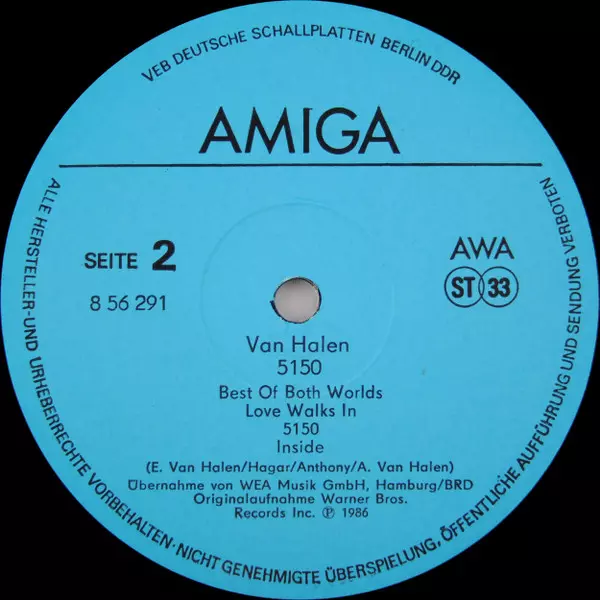 VEB DEUTSCHE SCHALLPLATTEN BERLIN DDR
AMIGA
SEITE 2
8 56 291
AWA
ST 33
Van Halen
5150
Best Of Both Worlds
Love Walks In
5150
Inside
(E. Van Halen/Hagar/Anthony/A. Van Halen)
Übernahme von WEA Musik GmbH, Hamburg/BRD
Originalaufnahme Warner Bros.
Records Inc. ℗ 1986
ALLE HERSTELLER-UND URHEBERRECHTE VORBEHALTEN·NICHT GENEHMIGTE ÜBERSPIELUNG, ÖFFENTLICHE AUFFÜHRUNG UND SENDUNG VERBOTEN